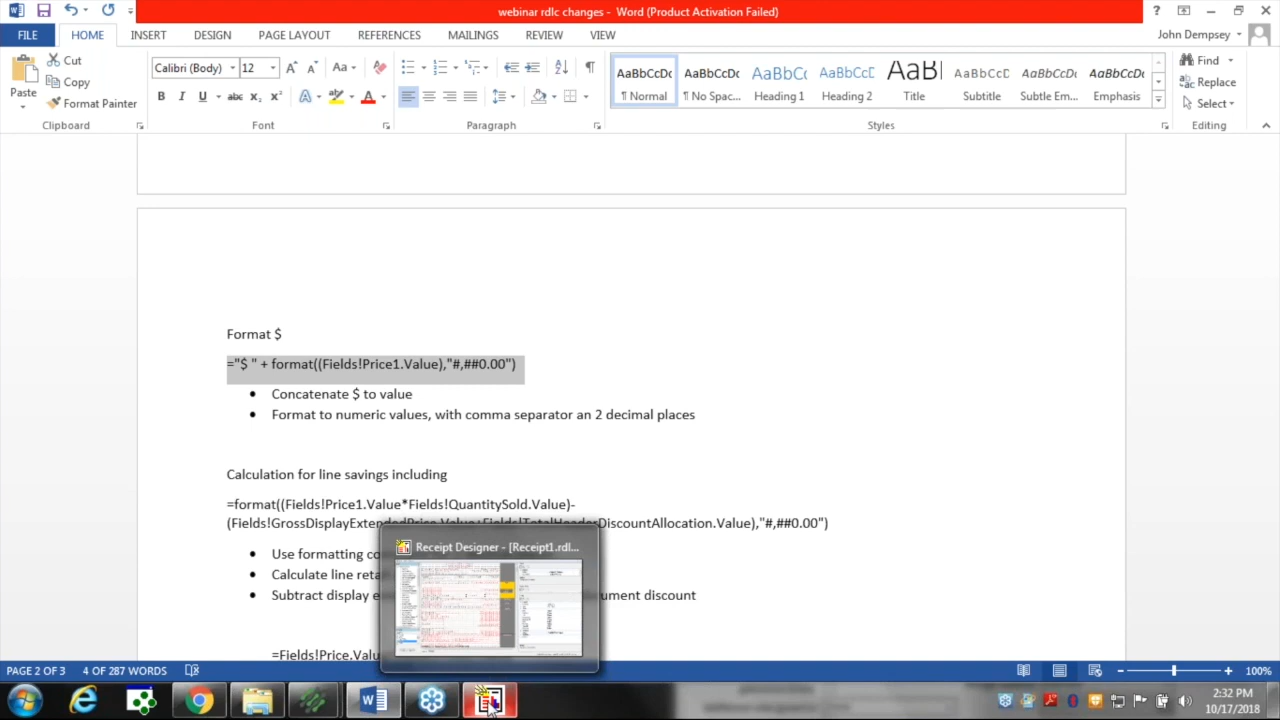 webinar rdlc changes - Word (Product Activation Failed)
FILE HOME INSERT DESIGN PAGE LAYOUT REFERENCES MAILINGS REVIEW VIEW John Dempsey
Paste
Cut
Copy
Format Painter
Calibri (Body) 12
AaBbCcDc AaBbCcDc AaBbCc AaBbCcD AaBl AaBbCcD AaBbCcDc AaBbCcDc
¶ Normal ¶ No Spac... Heading 1 Heading 2 Title Subtitle Subtle Em... Emphasis
Find
Replace
Select
Clipboard Font Paragraph Styles Editing
Format $
="$ " + format((Fields!Price1.Value),"#,##0.00")
• Concatenate $ to value
• Format to numeric values, with comma separator an 2 decimal places
Calculation for line savings including
=format((Fields!Price1.Value*Fields!QuantitySold.Value)-
(Fields!GrossDisplayExtendedPrice.Value+Fields!TotalHeaderDiscountAllocation.Value),"#,##0.00")
• Use formatting
• Calculate line
• Subtract display ument discount
=Fields!Price.Value
Receipt Designer - [Receipt1.rdl...
PAGE 2 OF 3 4 OF 287 WORDS 100%
2:32 PM
10/17/2018